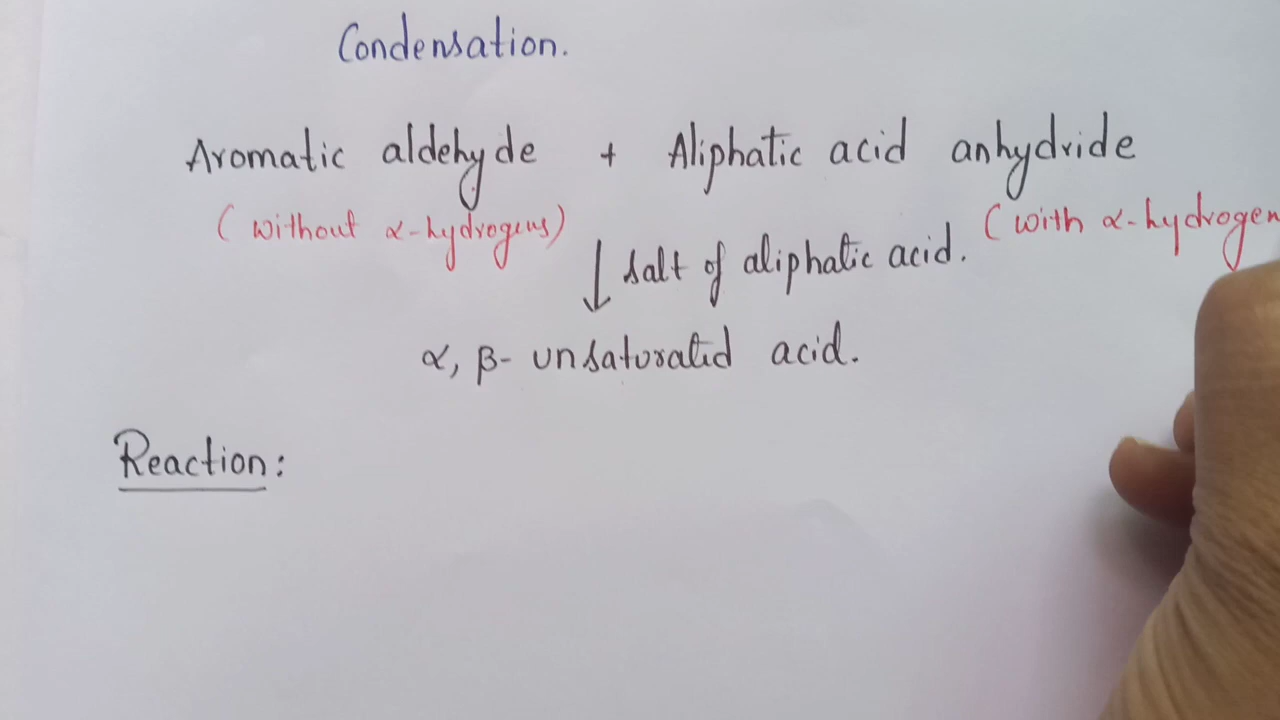 Condensation.
Aromatic aldehyde + Aliphatic acid anhydride
(without α-hydrogens) (with α-hydrogen
↓ salt of aliphatic acid.
α, β- unsaturated acid.
Reaction: